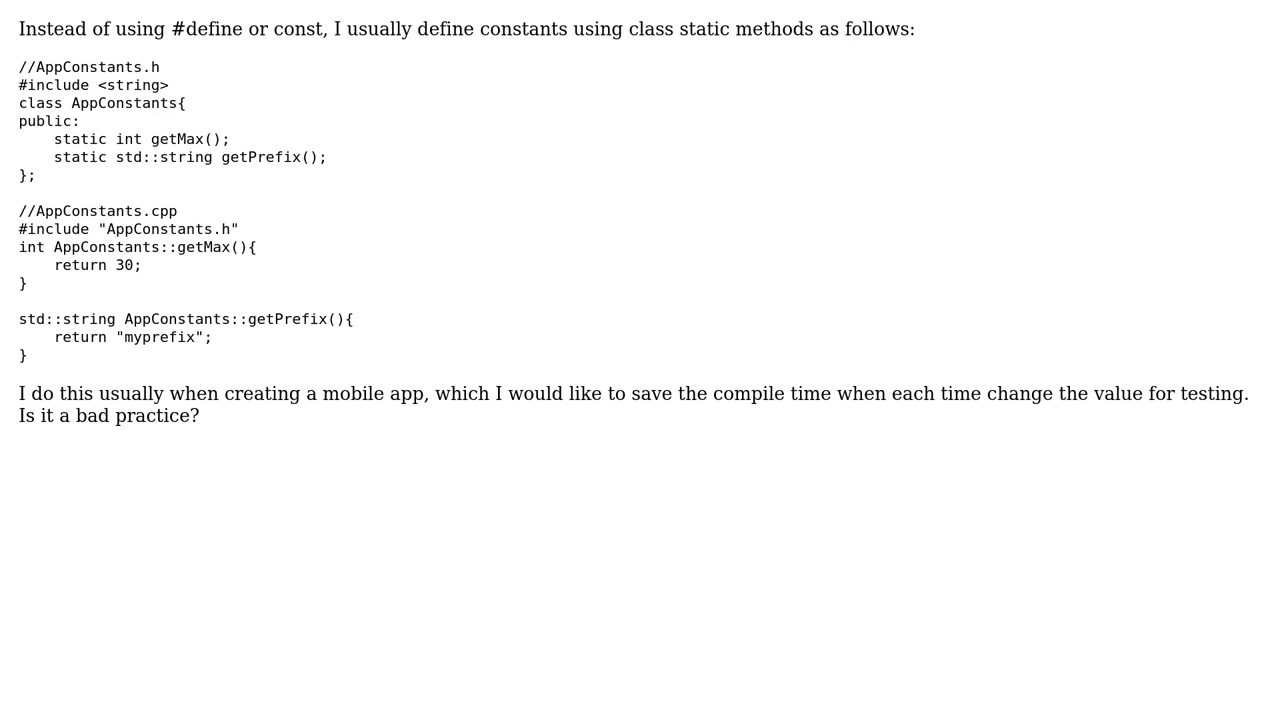 Instead of using #define or const, I usually define constants using class static methods as follows:
//AppConstants.h
#include <string>
class AppConstants{
public:
    static int getMax();
    static std::string getPrefix();
};
//AppConstants.cpp
#include "AppConstants.h"
int AppConstants::getMax(){
    return 30;
}
std::string AppConstants::getPrefix(){
    return "myprefix";
}
I do this usually when creating a mobile app, which I would like to save the compile time when each time change the value for testing.
Is it a bad practice?